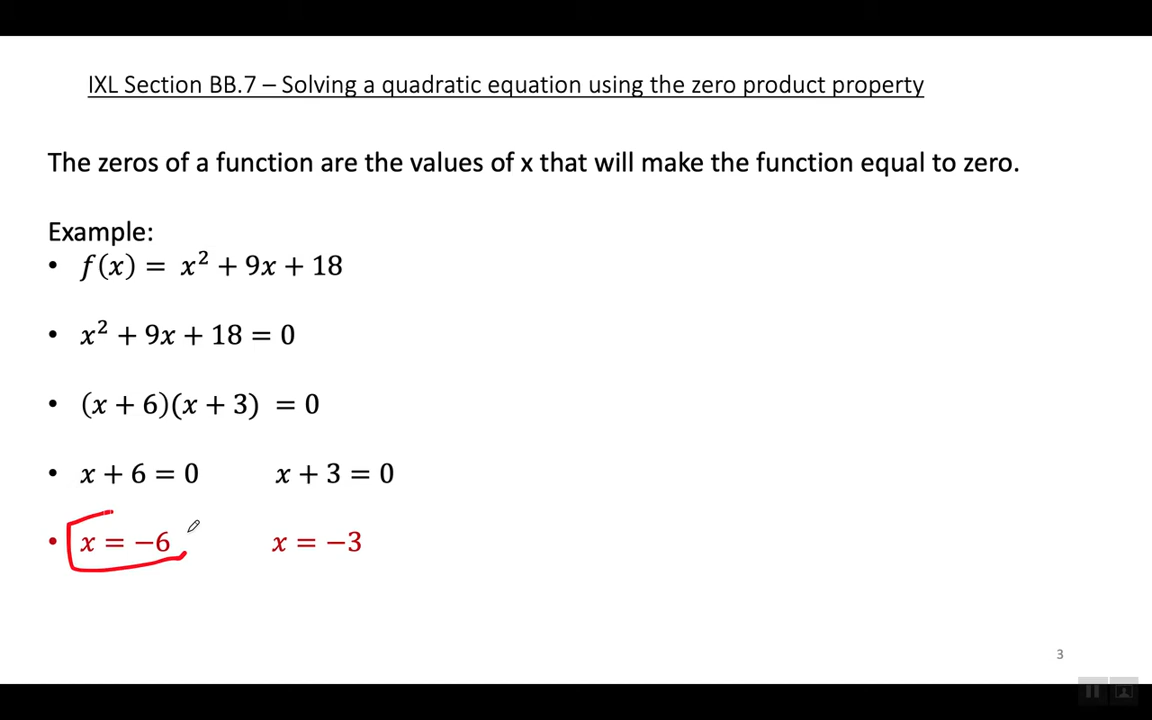 IXL Section BB.7 – Solving a quadratic equation using the zero product property
The zeros of a function are the values of x that will make the function equal to zero.
Example:
• f(x) = x² + 9x + 18
• x² + 9x + 18 = 0
• (x + 6)(x + 3) = 0
• x + 6 = 0 x + 3 = 0
• x = −6 x = −3
3